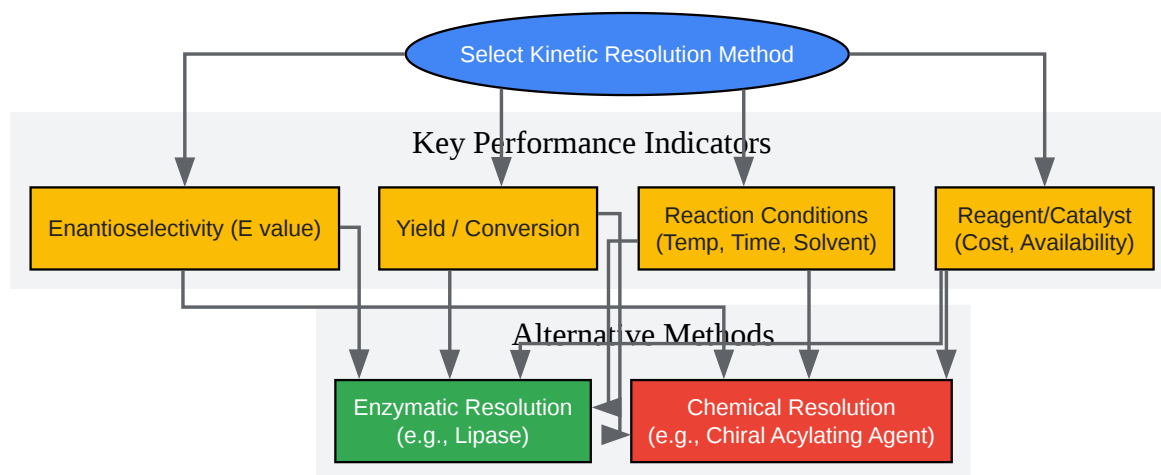 Select Kinetic Resolution Method
Key Performance Indicators
Enantioselectivity (E value)
Yield / Conversion
Reaction Conditions
(Temp, Time, Solvent)
Reagent/Catalyst
(Cost, Availability)
Alternative Methods
Enzymatic Resolution
(e.g., Lipase)
Chemical Resolution
(e.g., Chiral Acylating Agent)